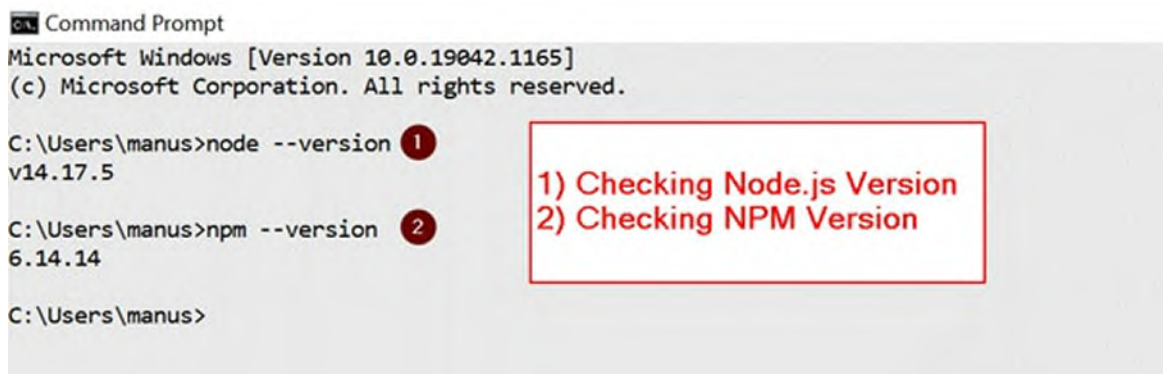 Command Prompt
Microsoft Windows [Version 10.0.19042.1165]
(c) Microsoft Corporation. All rights reserved.
C:\Users\manus>node --version 1
v14.17.5
C:\Users\manus>npm --version 2
6.14.14
C:\Users\manus>
1) Checking Node.js Version
2) Checking NPM Version